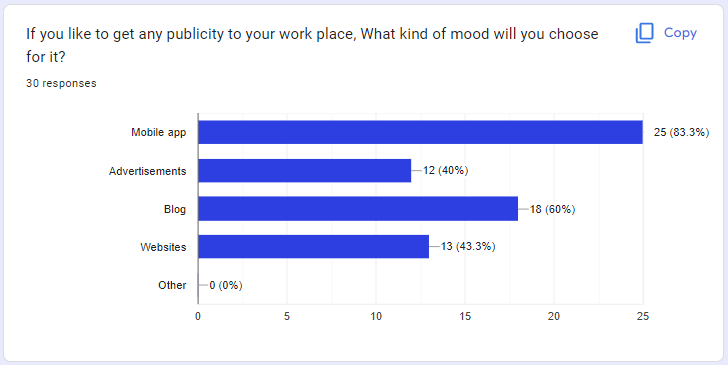 If you like to get any publicity to your work place, What kind of mood will you choose
for it?
Copy
30 responses
Mobile app
25 (83.3%)
Advertisements
12 (40%)
Blog
18 (60%)
Websites
13 (43.3%)
Other
0 (0%)
0 5 10 15 20 25